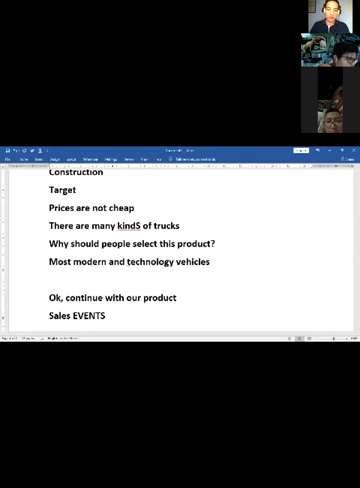 Construction
Target
Prices are not cheap
There are many kindS of trucks
Why should people select this product?
Most modern and technology vehicles
Ok, continue with our product
Sales EVENTS